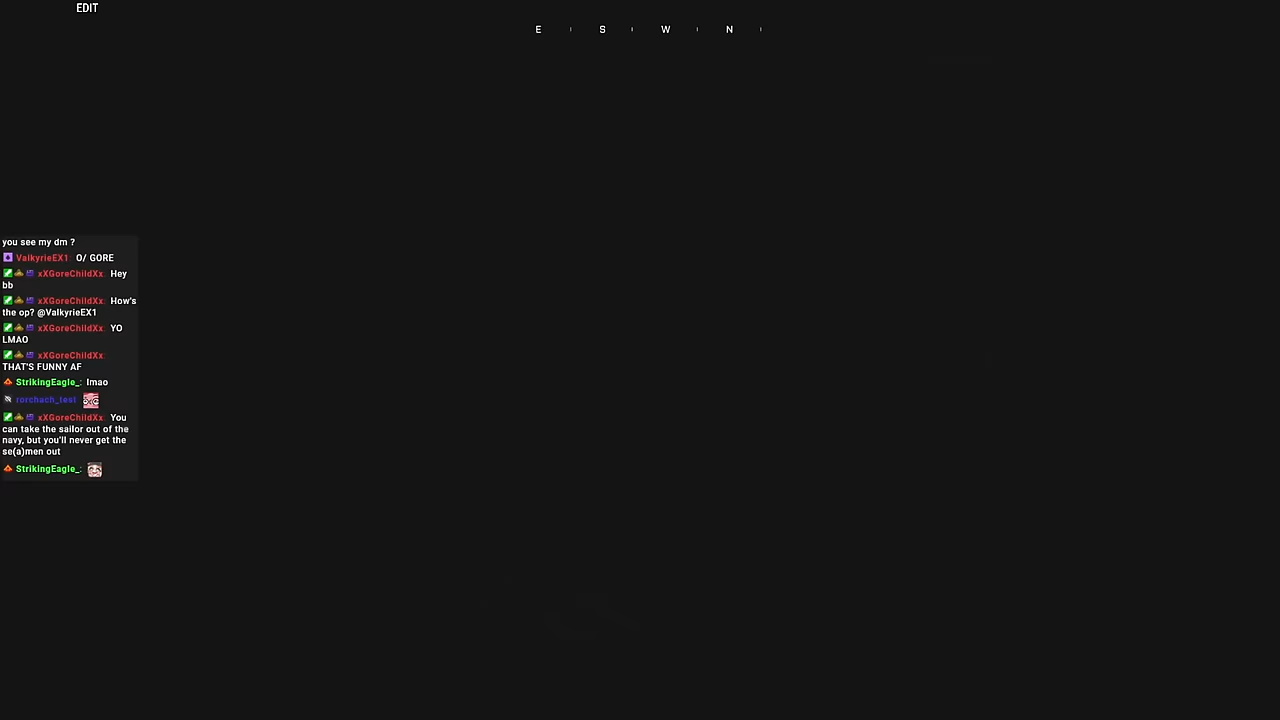 EDIT
E S W N
you see my dm ?
ValkyrieEX1: O/ GORE
xXGoreChildXx: Hey
bb
xXGoreChildXx: How's
the op? @ValkyrieEX1
xXGoreChildXx: YO
LMAO
xXGoreChildXx:
THAT'S FUNNY AF
StrikingEagle_: lmao
rorchach_test
xXGoreChildXx: You
can take the sailor out of the
navy, but you'll never get the
se(a)men out
StrikingEagle_: